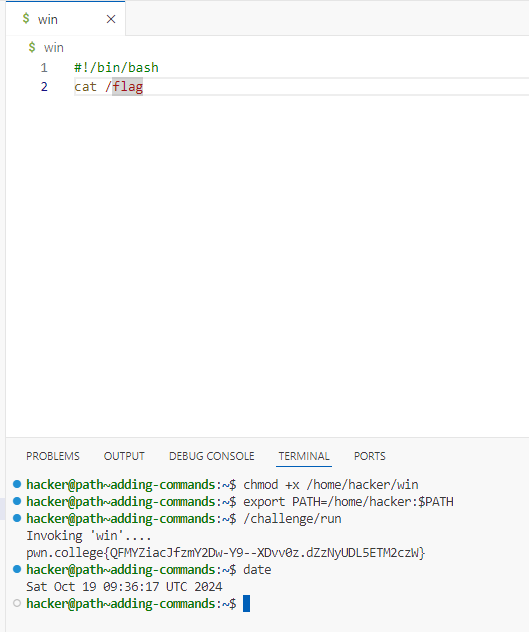 $ win ×
$ win
1 #!/bin/bash
2 cat /flag
PROBLEMS OUTPUT DEBUG CONSOLE TERMINAL PORTS
hacker@path~adding-commands:~$ chmod +x /home/hacker/win
hacker@path~adding-commands:~$ export PATH=/home/hacker:$PATH
hacker@path~adding-commands:~$ /challenge/run
Invoking 'win'....
pwn.college{QFMYZiacJfzmY2Dw-Y9--XDvv0z.dZzNyUDL5ETM2czW}
hacker@path~adding-commands:~$ date
Sat Oct 19 09:36:17 UTC 2024
hacker@path~adding-commands:~$